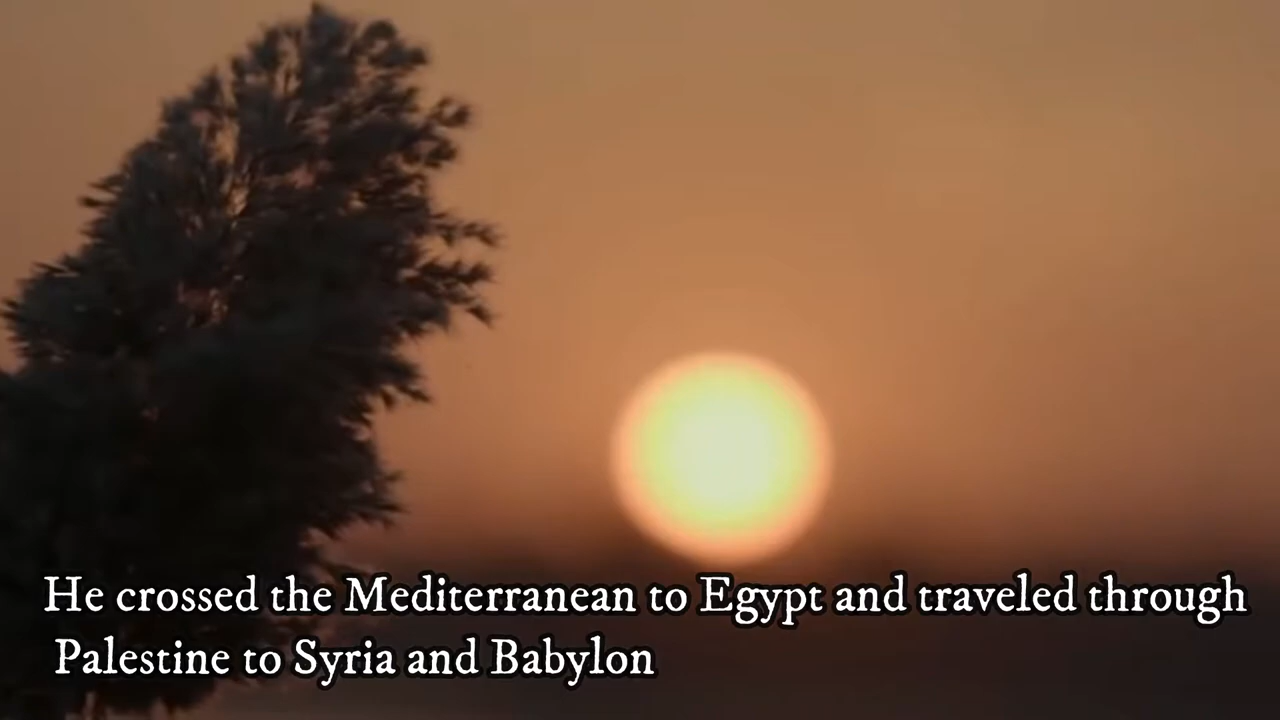 He crossed the Mediterranean to Egypt and traveled through
Palestine to Syria and Babylon